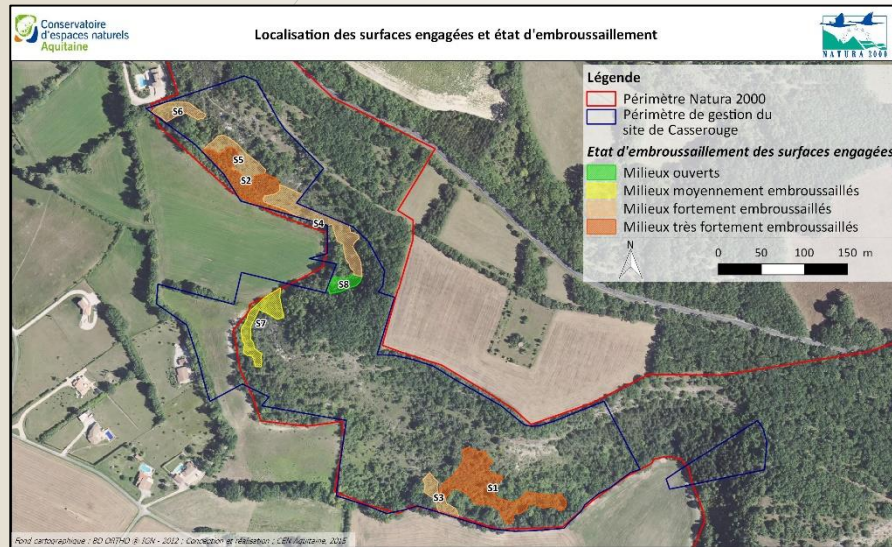 Conservatoire
d'espaces naturels
Aquitaine
Localisation des surfaces engagées et état d'embroussaillement
NATURA 2000
Légende
Périmètre Natura 2000
Périmètre de gestion du
site de Casserouge
Etat d'embroussaillement des surfaces engagées
Milieux ouverts
Milieux moyennement embroussaillés
Milieux fortement embroussaillés
Milieux très fortement embroussaillés
N
0 50 100 150 m
S6
S5
S2
S4
S8
S7
S3
S1
Fond cartographique : BD ORTHO ® IGN - 2012 ; Conception et réalisation : CEN Aquitaine, 2015